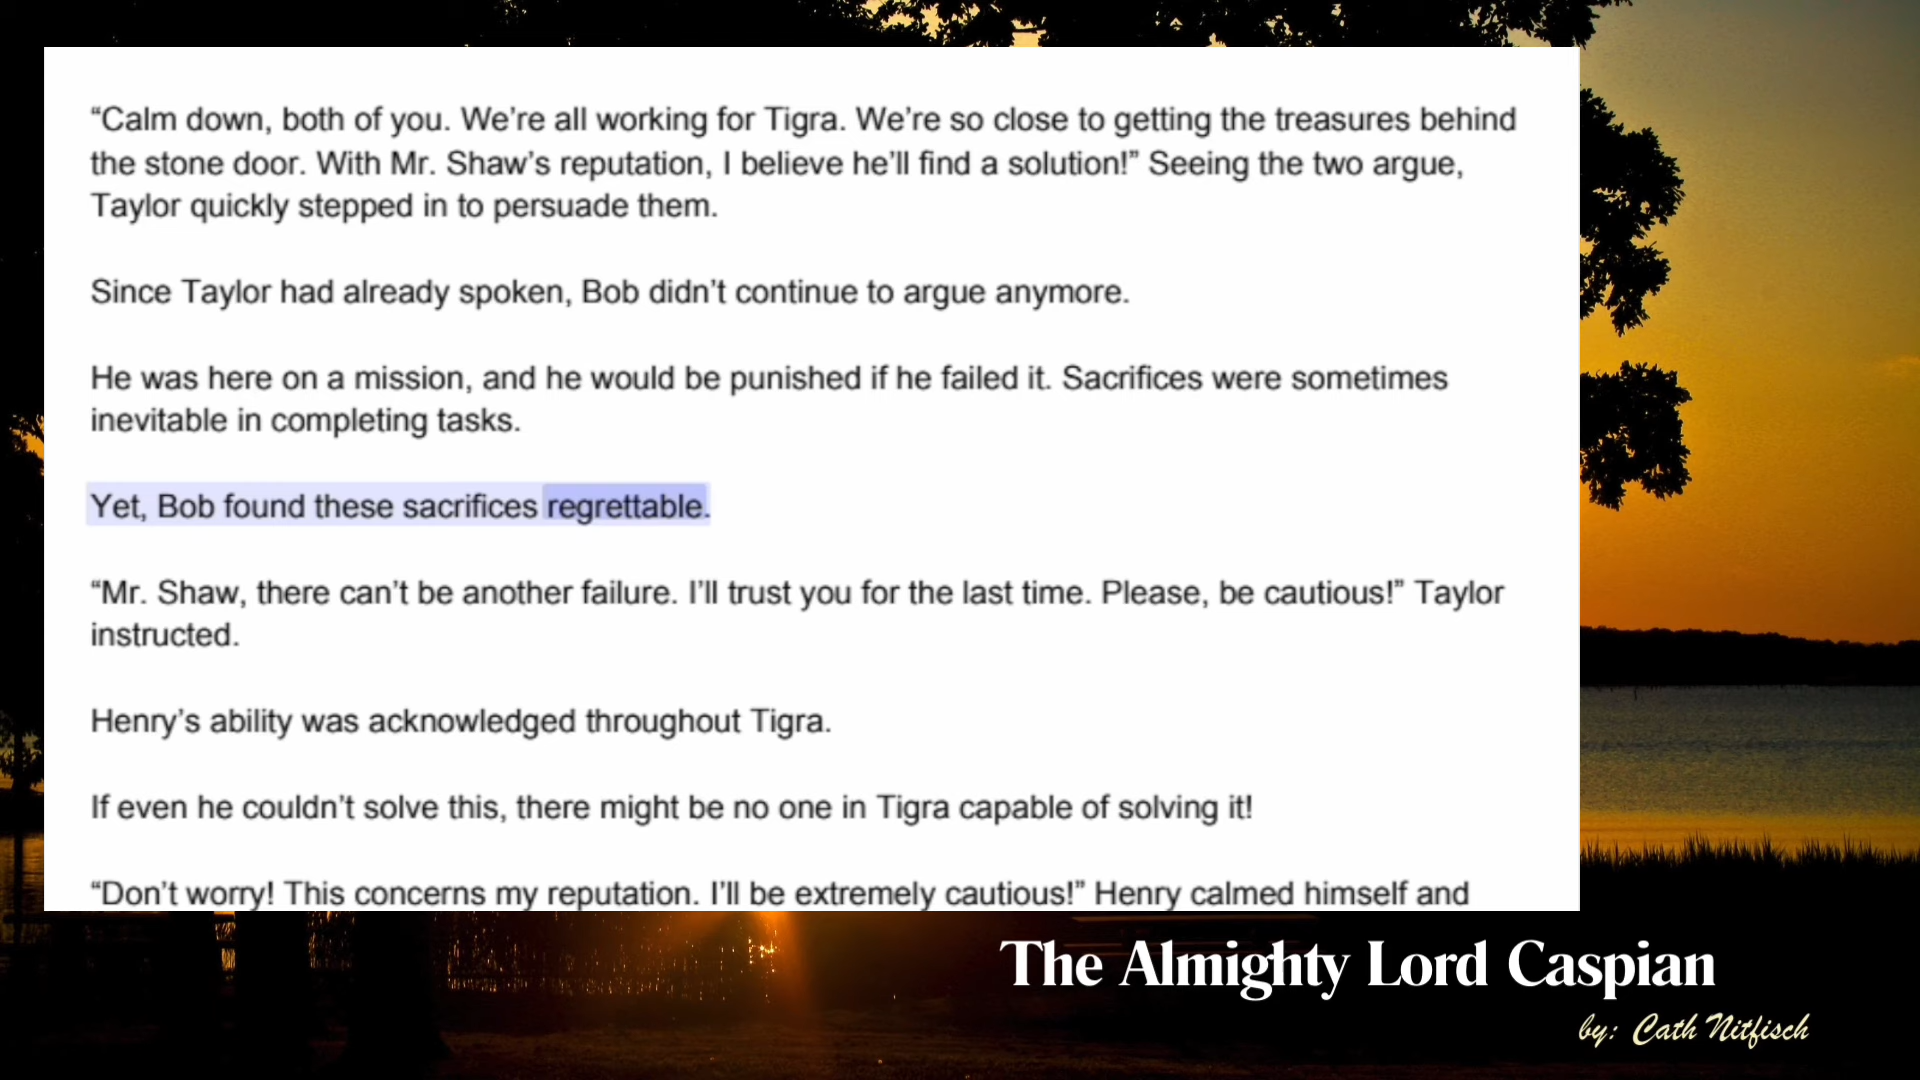 “Calm down, both of you. We’re all working for Tigra. We’re so close to getting the treasures behind
the stone door. With Mr. Shaw’s reputation, I believe he’ll find a solution!” Seeing the two argue,
Taylor quickly stepped in to persuade them.
Since Taylor had already spoken, Bob didn’t continue to argue anymore.
He was here on a mission, and he would be punished if he failed it. Sacrifices were sometimes
inevitable in completing tasks.
Yet, Bob found these sacrifices regrettable.
“Mr. Shaw, there can’t be another failure. I’ll trust you for the last time. Please, be cautious!” Taylor
instructed.
Henry’s ability was acknowledged throughout Tigra.
If even he couldn’t solve this, there might be no one in Tigra capable of solving it!
“Don’t worry! This concerns my reputation. I’ll be extremely cautious!” Henry calmed himself and
The Almighty Lord Caspian
by: Cath Nitfisch